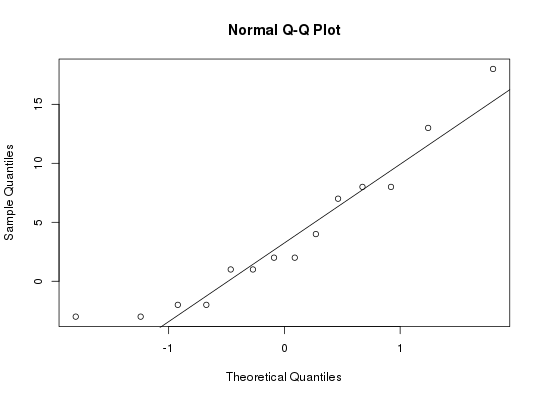 Normal Q-Q Plot
Sample Quantiles
15
10
5
0
-1 0 1
Theoretical Quantiles